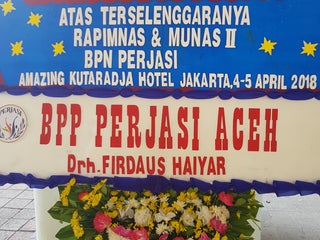 ATAS TERSELENGGARANYA
RAPIMNAS & MUNAS II
BPN PERJASI
AMAZING KUTARADJA HOTEL JAKARTA, 4-5 APRIL 2018
PERJASI
BPP PERJASI ACEH
Drh. FIRDAUS HAIYAR